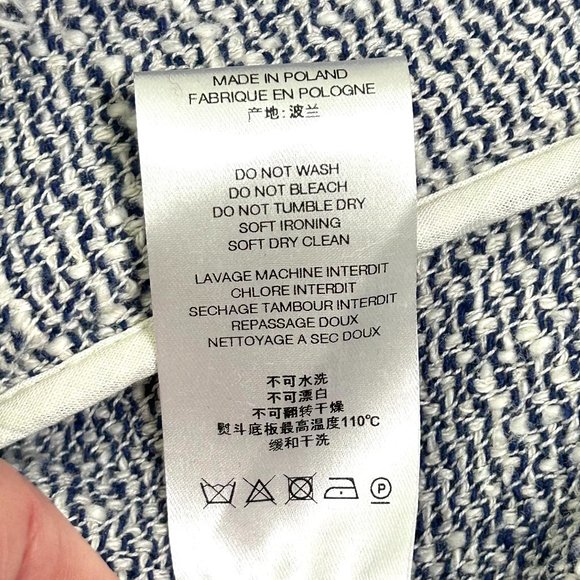 MADE IN POLAND
FABRIQUE EN POLOGNE
产地:波兰
DO NOT WASH
DO NOT BLEACH
DO NOT TUMBLE DRY
SOFT IRONING
SOFT DRY CLEAN
LAVAGE MACHINE INTERDIT
CHLORE INTERDIT
SECHAGE TAMBOUR INTERDIT
REPASSAGE DOUX
NETTOYAGE A SEC DOUX
不可水洗
不可漂白
不可翻转干燥
熨斗底板最高温度110℃
缓和干洗
P